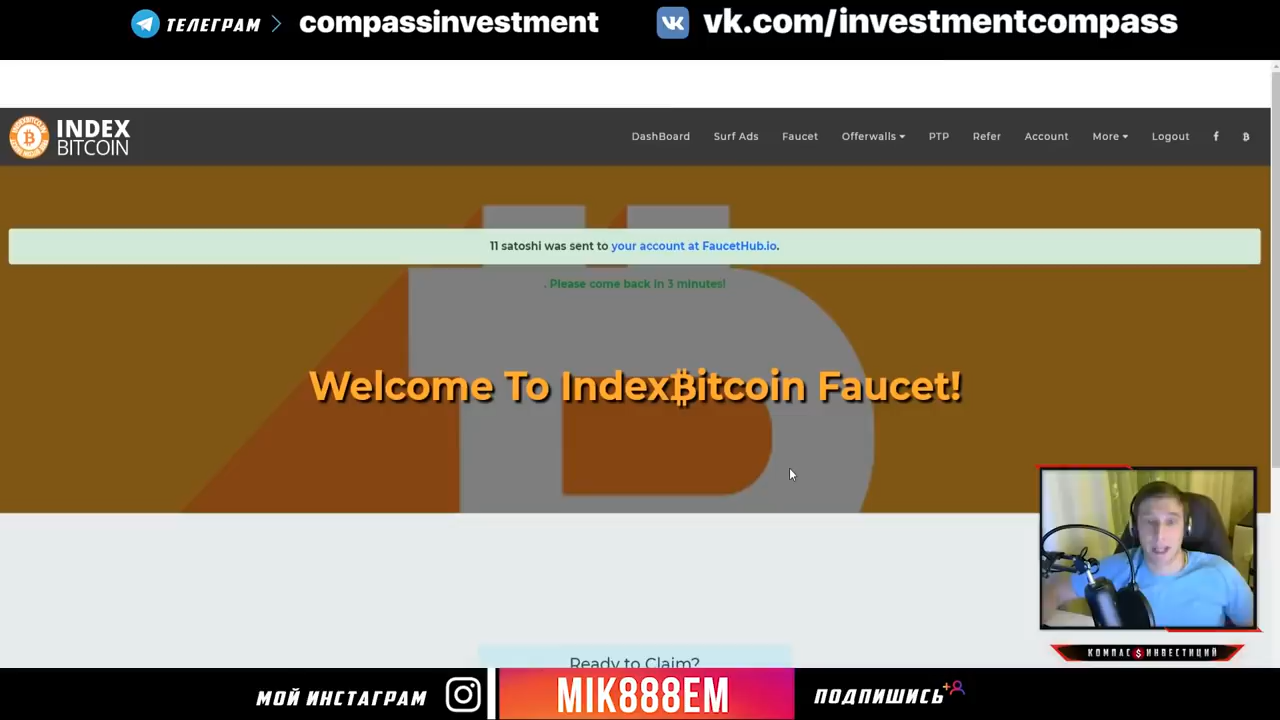 ТЕЛЕГРАМ > compassinvestment
vk.com/investmentcompass
INDEX
BITCOIN
DashBoard Surf Ads Faucet Offerwalls PTP Refer Account More Logout
11 satoshi was sent to your account at FaucetHub.io.
. Please come back in 3 minutes!
Welcome To Index₿itcoin Faucet!
Ready to Claim?
КОМПАС $ ИНВЕСТИЦИЙ
МОЙ ИНСТАГРАМ
MIK888EM
ПОДПИШИСЬ